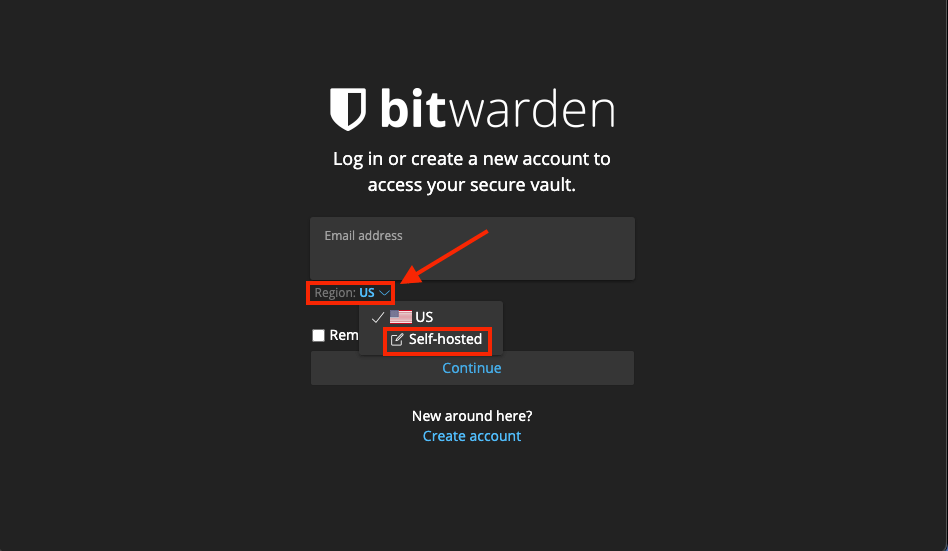 bitwarden
Log in or create a new account to
access your secure vault.
Email address
Region: US
US
Rem
Self-hosted
Continue
New around here?
Create account